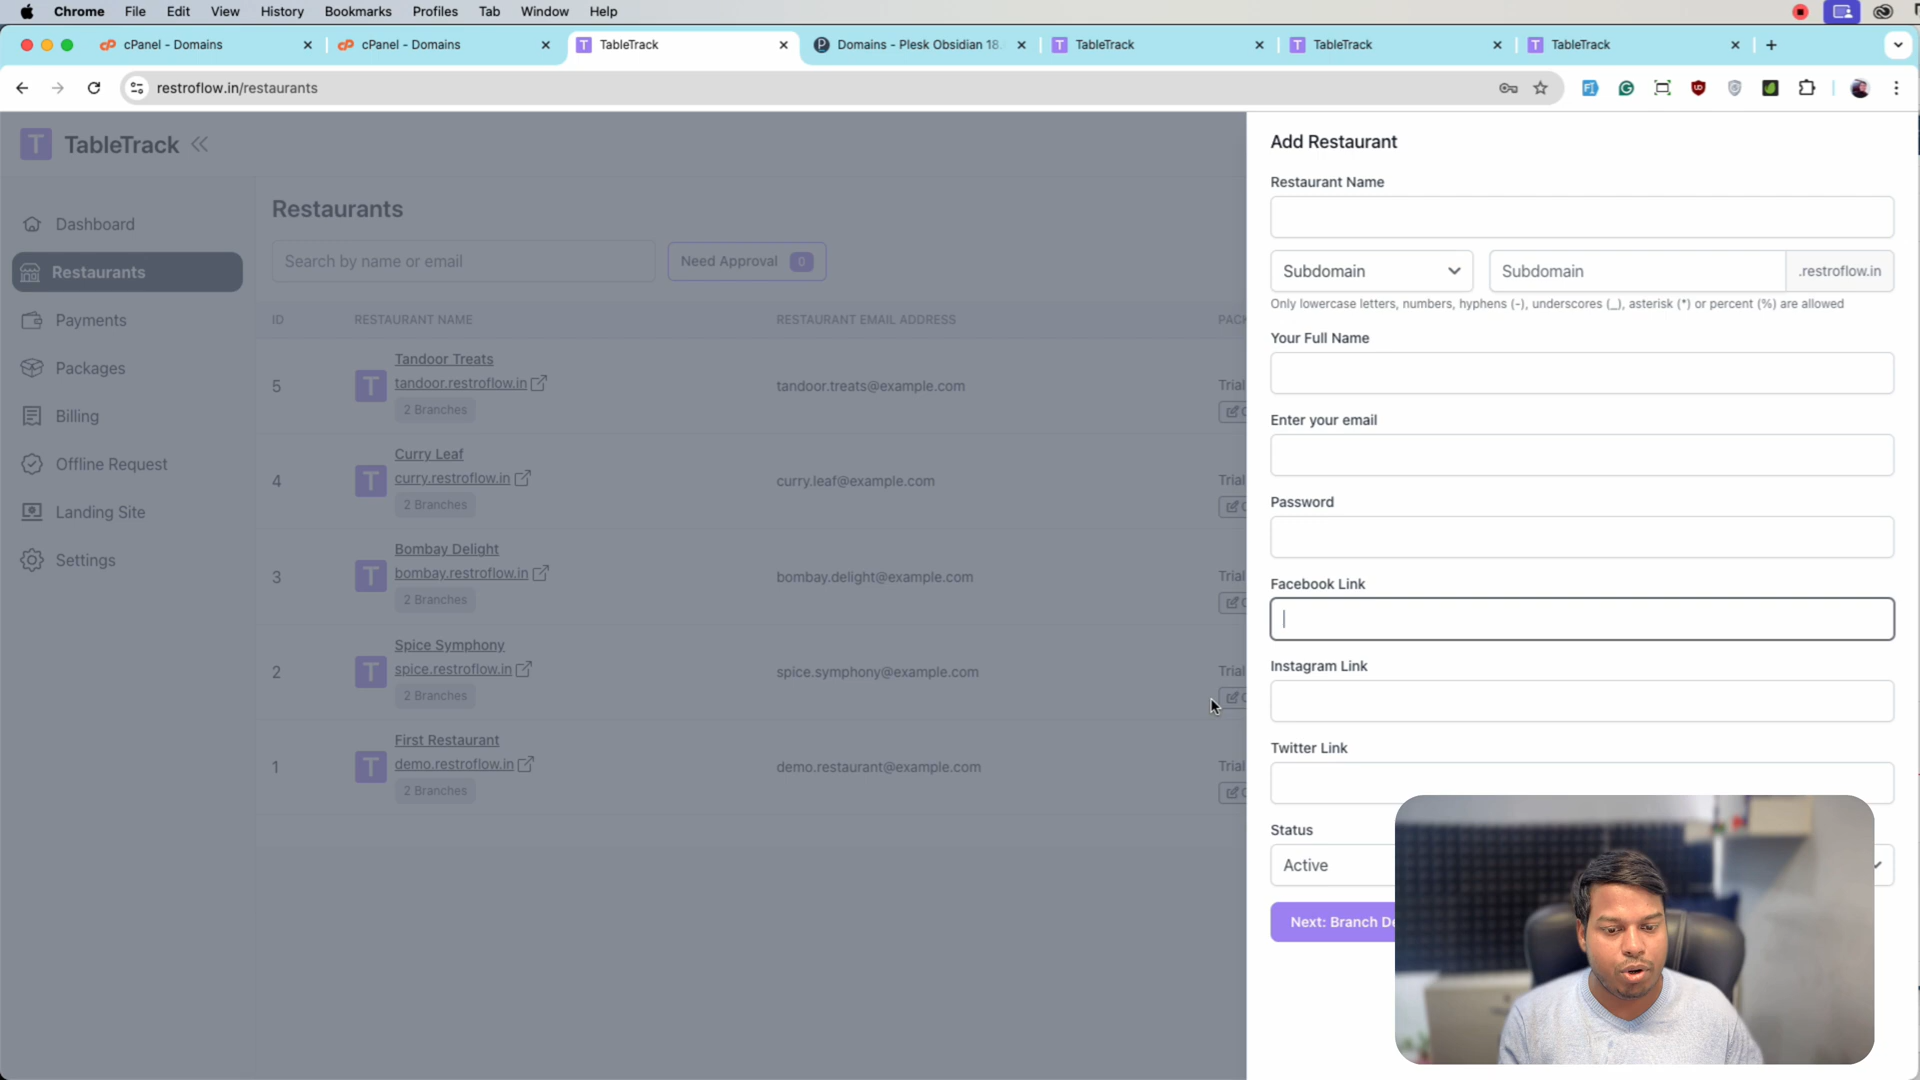 Chrome File Edit View History Bookmarks Profiles Tab Window Help
cPanel - Domains
cPanel - Domains
TableTrack
Domains - Plesk Obsidian 18.
TableTrack
TableTrack
TableTrack
restroflow.in/restaurants
T TableTrack
Dashboard
Restaurants
Payments
Packages
Billing
Offline Request
Landing Site
Settings
Restaurants
Search by name or email
Need Approval 0
ID RESTAURANT NAME RESTAURANT EMAIL ADDRESS PACK
Tandoor Treats
5 T tandoor.restroflow.in tandoor.treats@example.com Trial
2 Branches
Curry Leaf
4 T curry.restroflow.in curry.leaf@example.com Trial
2 Branches
Bombay Delight
3 T bombay.restroflow.in bombay.delight@example.com Trial
2 Branches
Spice Symphony
2 T spice.restroflow.in spice.symphony@example.com Trial
2 Branches
First Restaurant
1 T demo.restroflow.in demo.restaurant@example.com Trial
2 Branches
Add Restaurant
Restaurant Name
Subdomain Subdomain .restroflow.in
Only lowercase letters, numbers, hyphens (-), underscores (_), asterisk (*) or percent (%) are allowed
Your Full Name
Enter your email
Password
Facebook Link
Instagram Link
Twitter Link
Status
Active
Next: Branch De